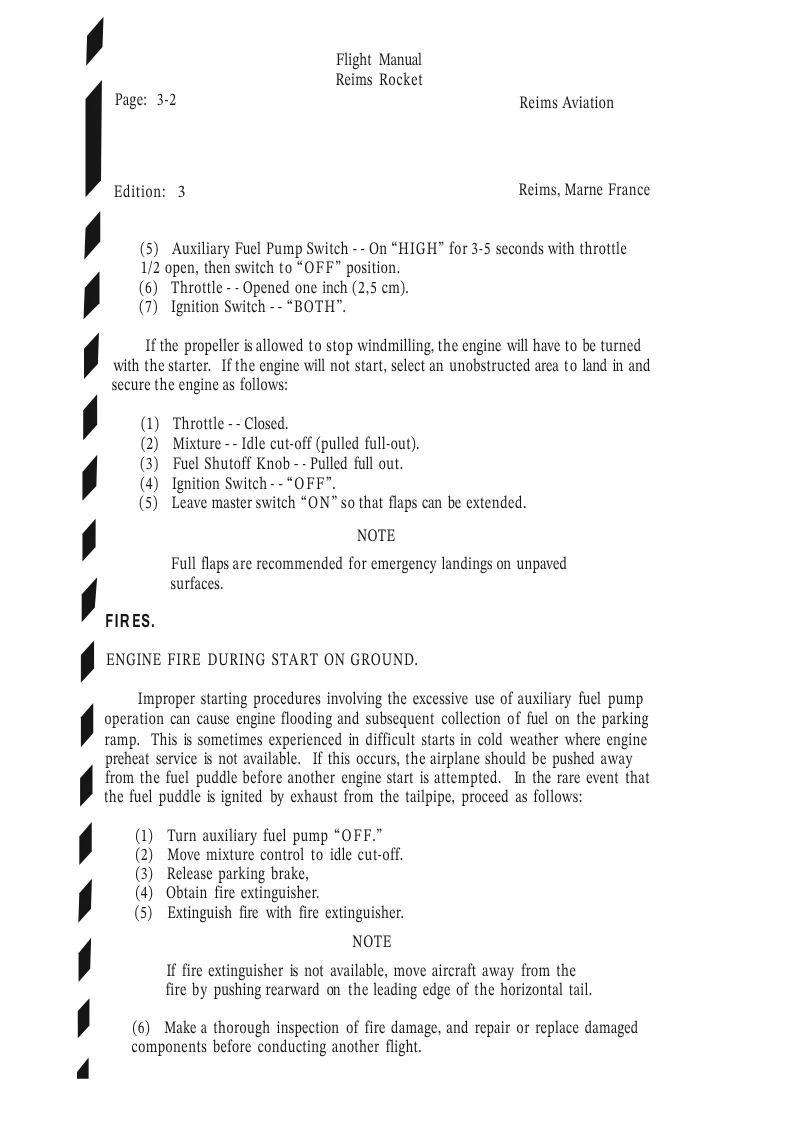 Flight Manual
Reims Rocket
Page: 3-2
Reims Aviation
Edition: 3
Reims, Marne France
(5) Auxiliary Fuel Pump Switch - - On “HIGH” for 3-5 seconds with throttle
1/2 open, then switch to “OFF” position.
(6) Throttle - - Opened one inch (2,5 cm).
(7) Ignition Switch - - “BOTH”.
If the propeller is allowed to stop windmilling, the engine will have to be turned
with the starter. If the engine will not start, select an unobstructed area to land in and
secure the engine as follows:
(1) Throttle - - Closed.
(2) Mixture - - Idle cut-off (pulled full-out).
(3) Fuel Shutoff Knob - - Pulled full out.
(4) Ignition Switch - - “OFF”.
(5) Leave master switch “ON” so that flaps can be extended.
NOTE
Full flaps are recommended for emergency landings on unpaved
surfaces.
FIRES.
ENGINE FIRE DURING START ON GROUND.
Improper starting procedures involving the excessive use of auxiliary fuel pump
operation can cause engine flooding and subsequent collection of fuel on the parking
ramp. This is sometimes experienced in difficult starts in cold weather where engine
preheat service is not available. If this occurs, the airplane should be pushed away
from the fuel puddle before another engine start is attempted. In the rare event that
the fuel puddle is ignited by exhaust from the tailpipe, proceed as follows:
(1) Turn auxiliary fuel pump “OFF.”
(2) Move mixture control to idle cut-off.
(3) Release parking brake,
(4) Obtain fire extinguisher.
(5) Extinguish fire with fire extinguisher.
NOTE
If fire extinguisher is not available, move aircraft away from the
fire by pushing rearward on the leading edge of the horizontal tail.
(6) Make a thorough inspection of fire damage, and repair or replace damaged
components before conducting another flight.